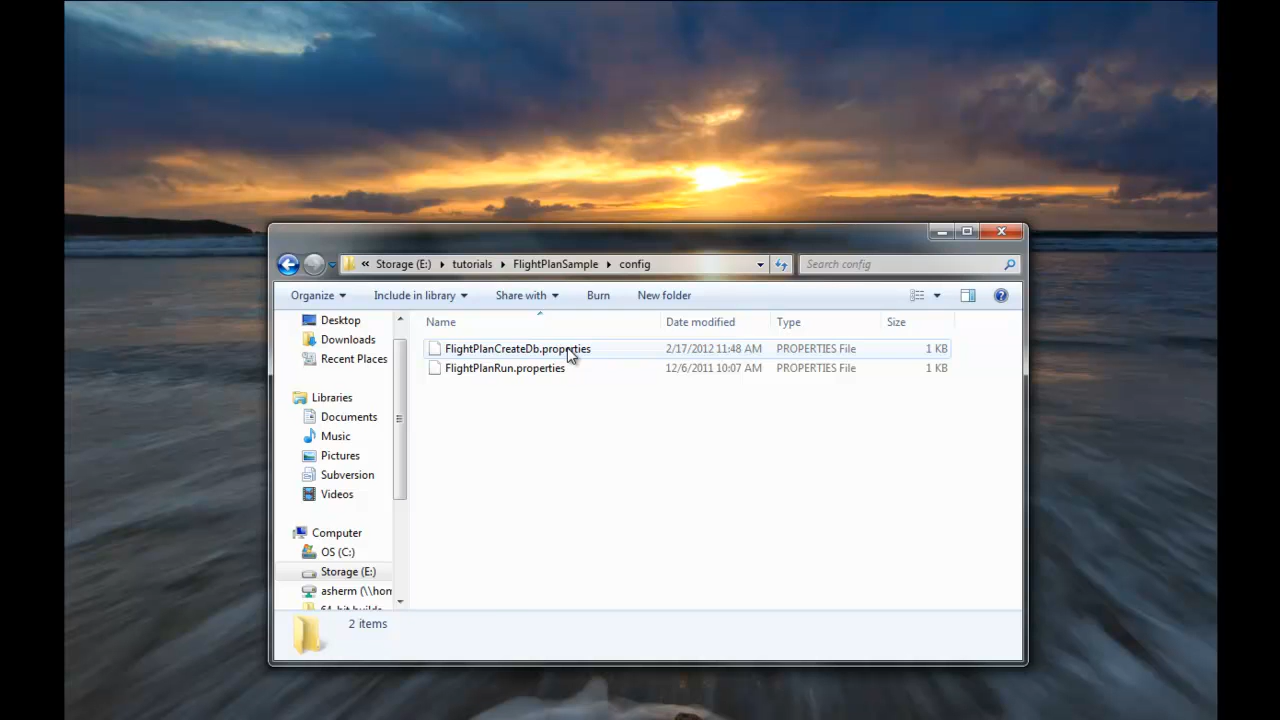 « Storage (E:) ▸ tutorials ▸ FlightPlanSample ▸ config
Search config
Organize Include in library Share with Burn New folder
Name Date modified Type Size
FlightPlanCreateDb.properties 2/17/2012 11:48 AM PROPERTIES File 1 KB
FlightPlanRun.properties 12/6/2011 10:07 AM PROPERTIES File 1 KB
Desktop
Downloads
Recent Places
Libraries
Documents
Music
Pictures
Subversion
Videos
Computer
OS (C:)
Storage (E:)
asherm (\\hom
64-bit builds
2 items